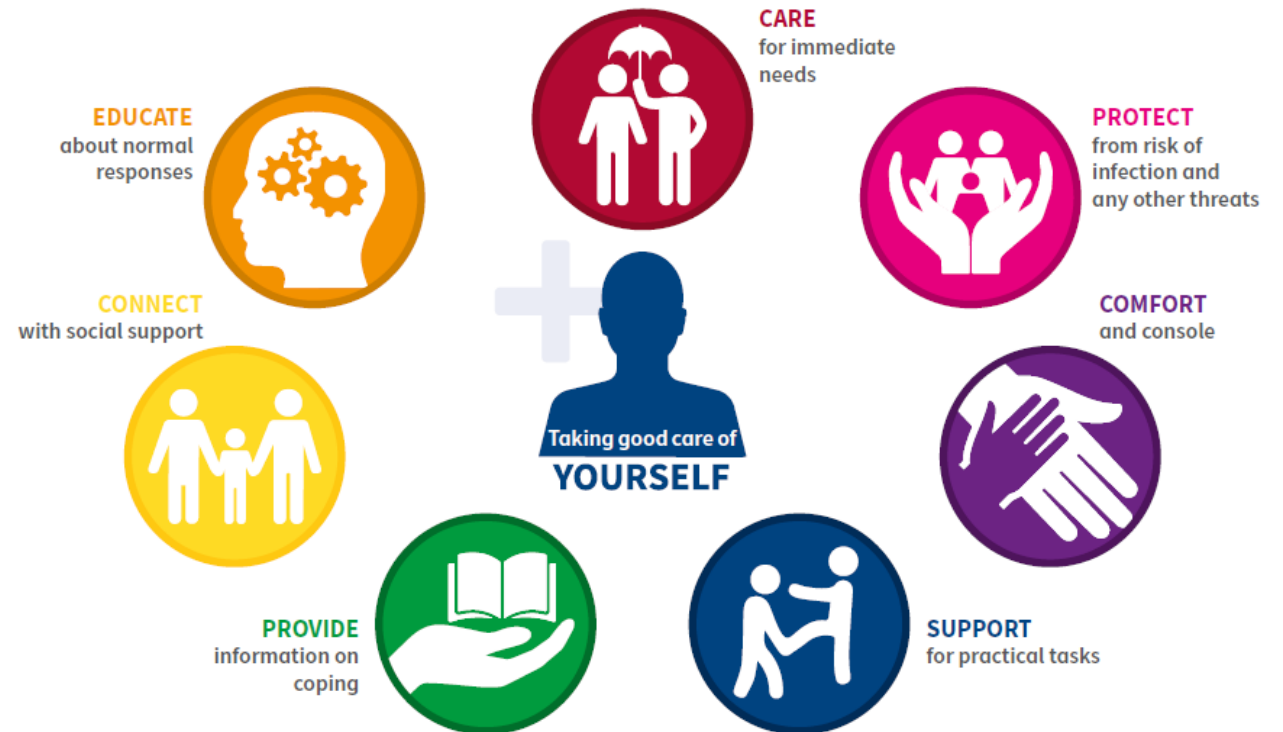 CARE
for immediate
needs
PROTECT
from risk of
infection and
any other threats
COMFORT
and console
SUPPORT
for practical tasks
PROVIDE
information on
coping
CONNECT
with social support
EDUCATE
about normal
responses
Taking good care of
YOURSELF